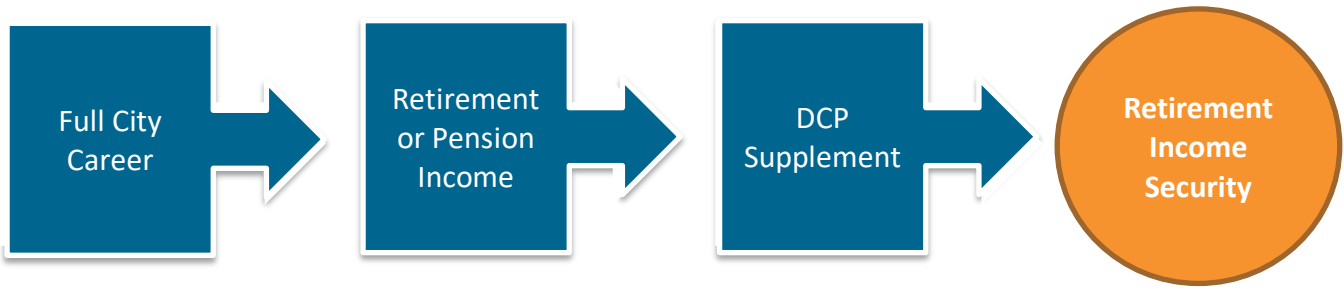 Full City
Career
Retirement
or Pension
Income
DCP
Supplement
Retirement
Income
Security